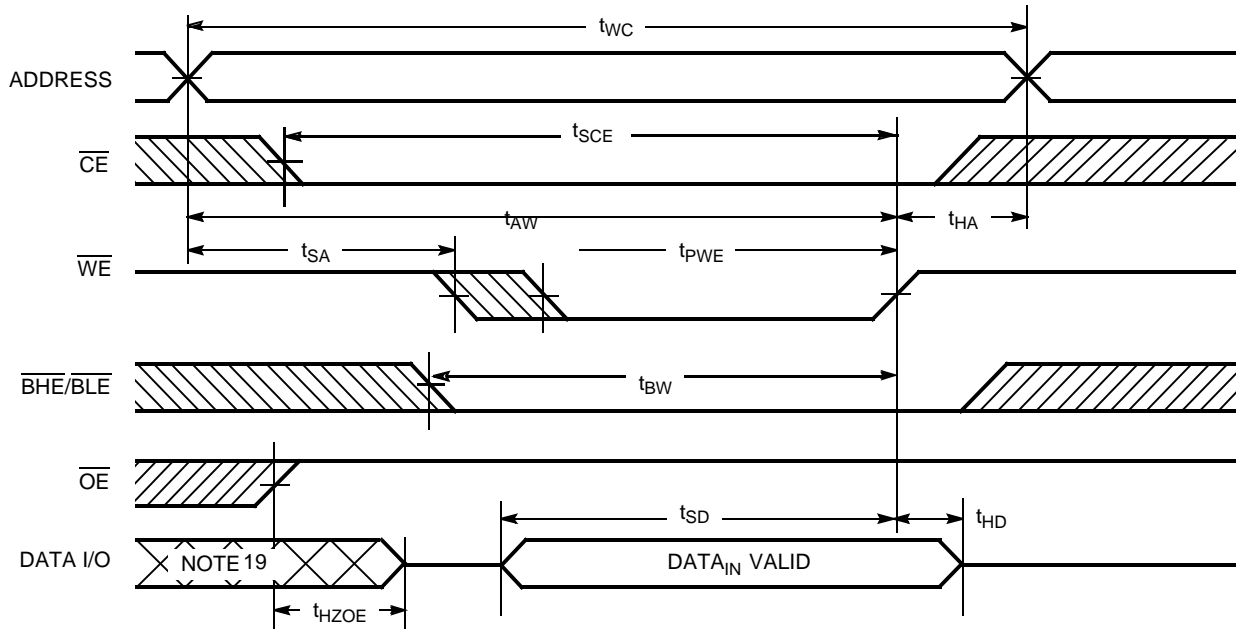 tWC
ADDRESS
tSCE
CE
tAW
tHA
tSA
tPWE
WE
BHE/BLE
tBW
OE
tSD
tHD
DATA I/O
NOTE 19
DATAIN VALID
tHZOE